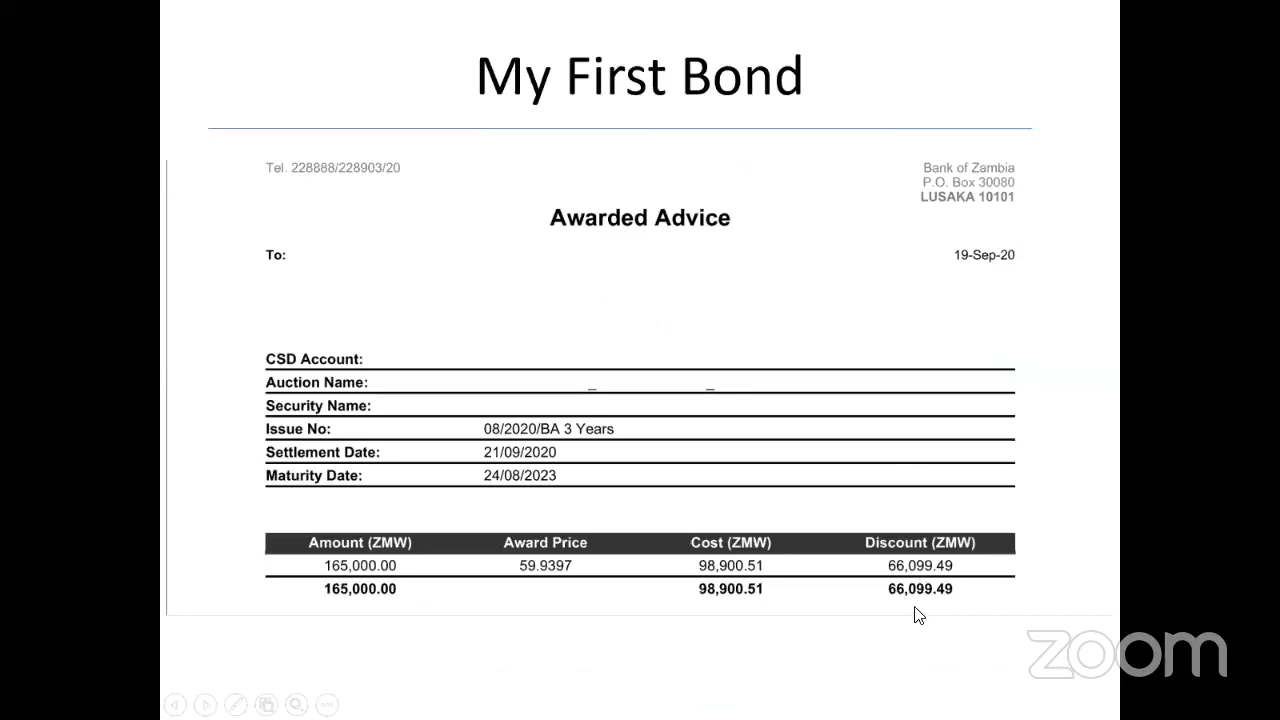 My First Bond
Tel. 228888/228903/20
Bank of Zambia
P.O. Box 30080
LUSAKA 10101
Awarded Advice
To:
19-Sep-20
CSD Account:
Auction Name: _ _
Security Name:
Issue No: 08/2020/BA 3 Years
Settlement Date: 21/09/2020
Maturity Date: 24/08/2023
Amount (ZMW) Award Price Cost (ZMW) Discount (ZMW)
165,000.00 59.9397 98,900.51 66,099.49
165,000.00 98,900.51 66,099.49
zoom